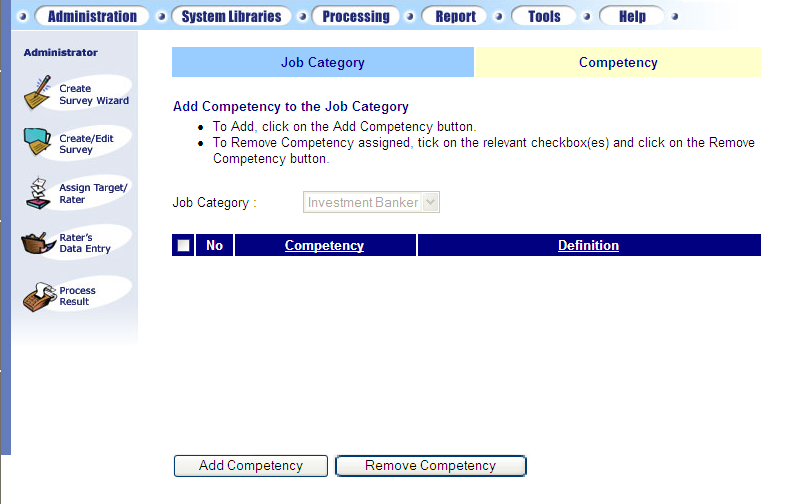 Administration System Libraries Processing Report Tools Help
Administrator
Create
Survey Wizard
Create/Edit
Survey
Assign Target/
Rater
Rater's
Data Entry
Process
Result
Job Category Competency
Add Competency to the Job Category
• To Add, click on the Add Competency button.
• To Remove Competency assigned, tick on the relevant checkbox(es) and click on the Remove
Competency button.
Job Category : Investment Banker
No Competency Definition
Add Competency Remove Competency